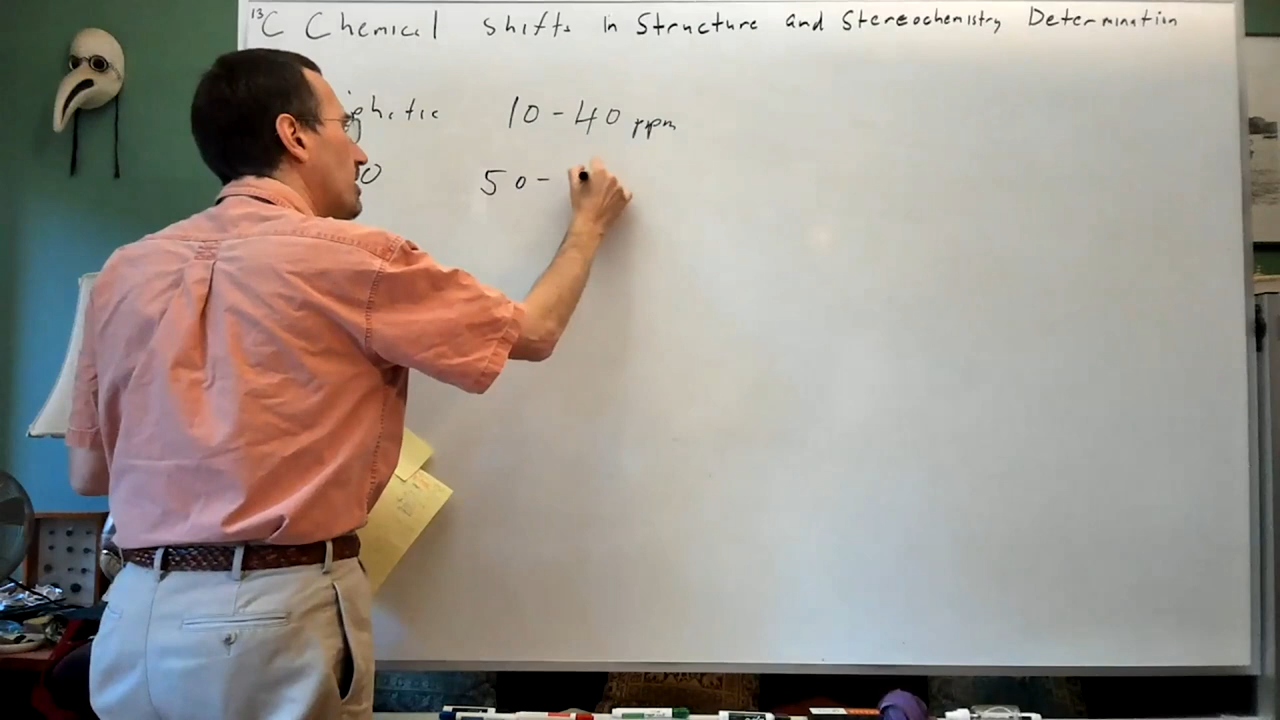 ¹³C Chemical Shifts in Structure and Stereochemistry Determination
iphatic 10-40 ppm
O 50-